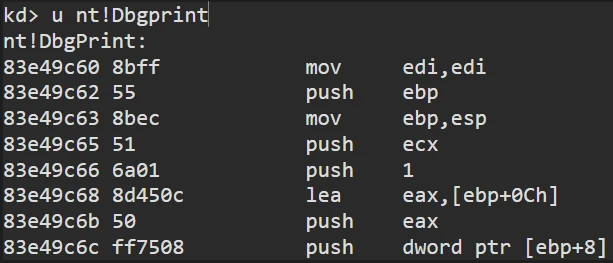 kd> u nt!Dbgprint
nt!DbgPrint:
83e49c60 8bff            mov     edi,edi
83e49c62 55              push    ebp
83e49c63 8bec            mov     ebp,esp
83e49c65 51              push    ecx
83e49c66 6a01            push    1
83e49c68 8d450c          lea     eax,[ebp+0Ch]
83e49c6b 50              push    eax
83e49c6c ff7508          push    dword ptr [ebp+8]